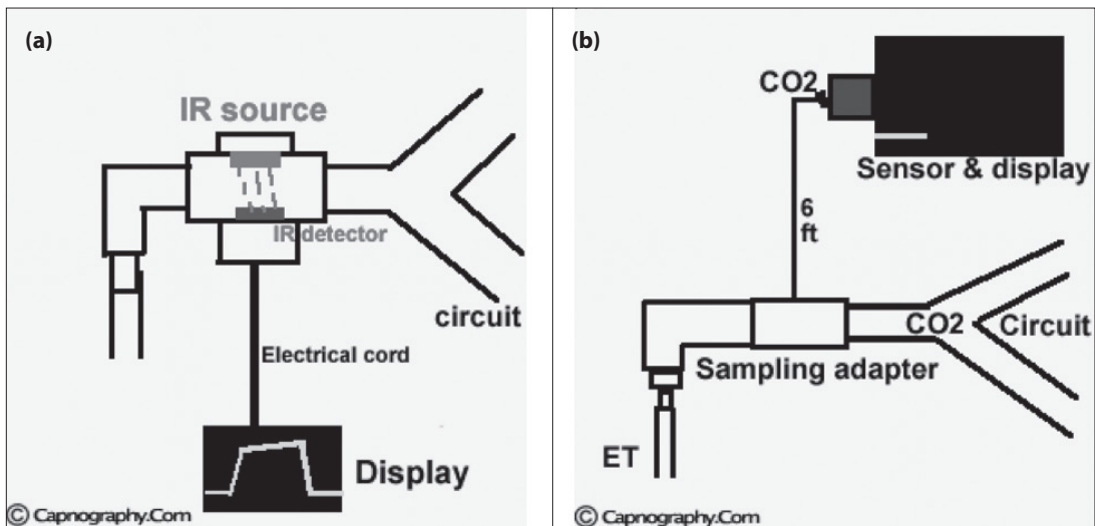 (a)
IR source
IR detector
circuit
Electrical cord
Display
© Capnography.Com
(b)
CO2
Sensor & display
6
ft
CO2
Circuit
Sampling adapter
ET
© Capnography.Com